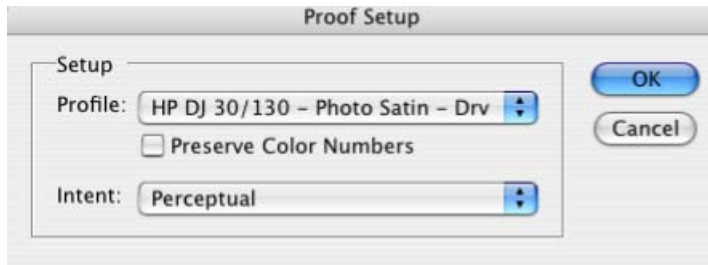 Proof Setup
Setup
OK
Profile: HP DJ 30/130 – Photo Satin – Drv
Cancel
Preserve Color Numbers
Intent: Perceptual